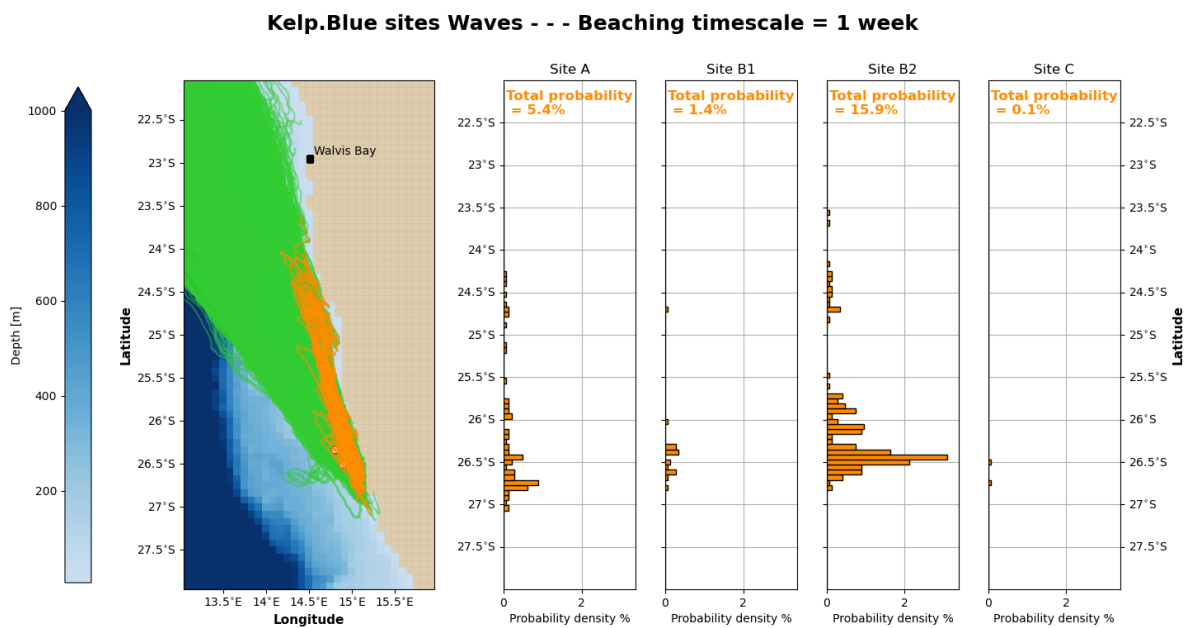 Kelp.Blue sites Waves - - - Beaching timescale = 1 week
Depth [m]
1000
800
600
400
200
Latitude
22.5°S
23°S
23.5°S
24°S
24.5°S
25°S
25.5°S
26°S
26.5°S
27°S
27.5°S
Walvis Bay
13.5°E 14°E 14.5°E 15°E 15.5°E
Longitude
Site A
Total probability
= 5.4%
0 2
Probability density %
Site B1
Total probability
= 1.4%
0 2
Probability density %
Site B2
Total probability
= 15.9%
0 2
Probability density %
Site C
Total probability
= 0.1%
0 2
Probability density %
22.5°S
23°S
23.5°S
24°S
24.5°S
25°S
25.5°S
26°S
26.5°S
27°S
27.5°S
Latitude